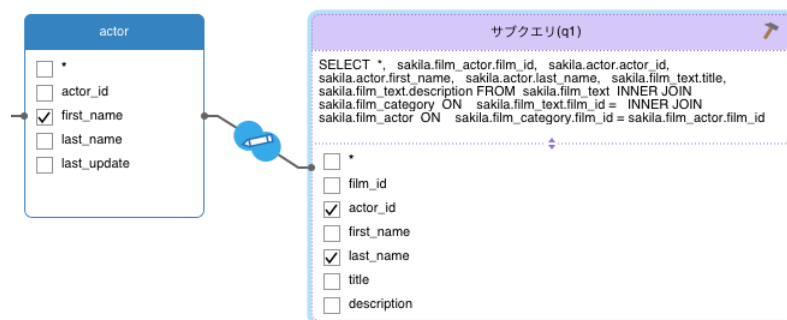 actor
*
actor_id
first_name
last_name
last_update
サブクエリ(q1)
SELECT *, sakila.film_actor.film_id, sakila.actor.actor_id,
sakila.actor.first_name, sakila.actor.last_name, sakila.film_text.title,
sakila.film_text.description FROM sakila.film_text INNER JOIN
sakila.film_category ON sakila.film_text.film_id = INNER JOIN
sakila.film_actor ON sakila.film_category.film_id = sakila.film_actor.film_id
*
film_id
actor_id
first_name
last_name
title
description